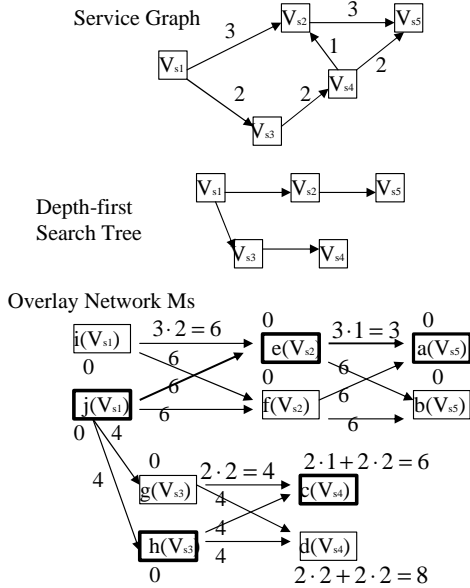 Service Graph
V_s2
3
V_s5
3
V_s1
1
V_s4
2
2
2
V_s3
V_s1
V_s2
V_s5
Depth-first
Search Tree
V_s3
V_s4
Overlay Network Ms
i(V_s1)
3·2=6
0
e(V_s2)
3·1=3
0
a(V_s5)
0
6
0
6
0
j(V_s1)
6
f(V_s2)
6
b(V_s5)
6
6
0
4
0
4
g(V_s3)
2·2=4
2·1+2·2=6
4
c(V_s4)
4
h(V_s3)
4
d(V_s4)
0
2·2+2·2=8